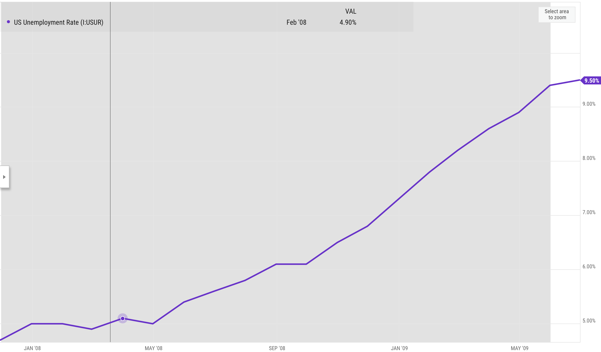 VAL
US Unemployment Rate (I:USUR) Feb '08 4.90%
Select area
to zoom
9.50%
9.00%
8.00%
7.00%
6.00%
5.00%
JAN '08 MAY '08 SEP '08 JAN '09 MAY '09